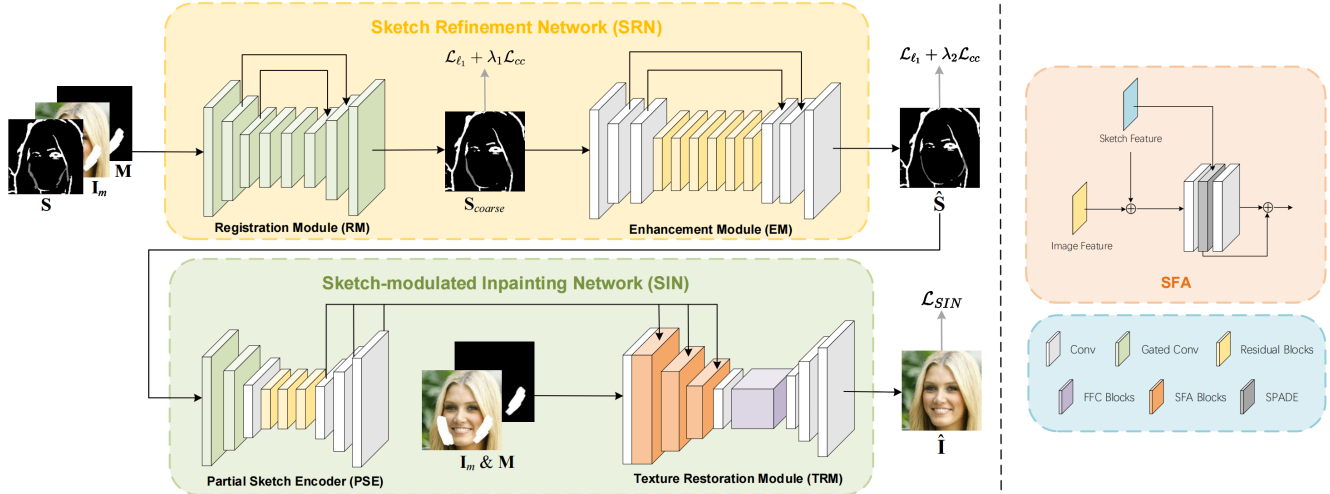 Sketch Refinement Network (SRN)
ℒℓ₁ + λ₁ℒcc
ℒℓ₁ + λ₂ℒcc
M
Iₘ
S
S_coarse
Ŝ
Registration Module (RM)
Enhancement Module (EM)
Sketch-modulated Inpainting Network (SIN)
ℒ_SIN
Iₘ & M
Î
Partial Sketch Encoder (PSE)
Texture Restoration Module (TRM)
Sketch Feature
Image Feature
SFA
Conv
Gated Conv
Residual Blocks
FFC Blocks
SFA Blocks
SPADE